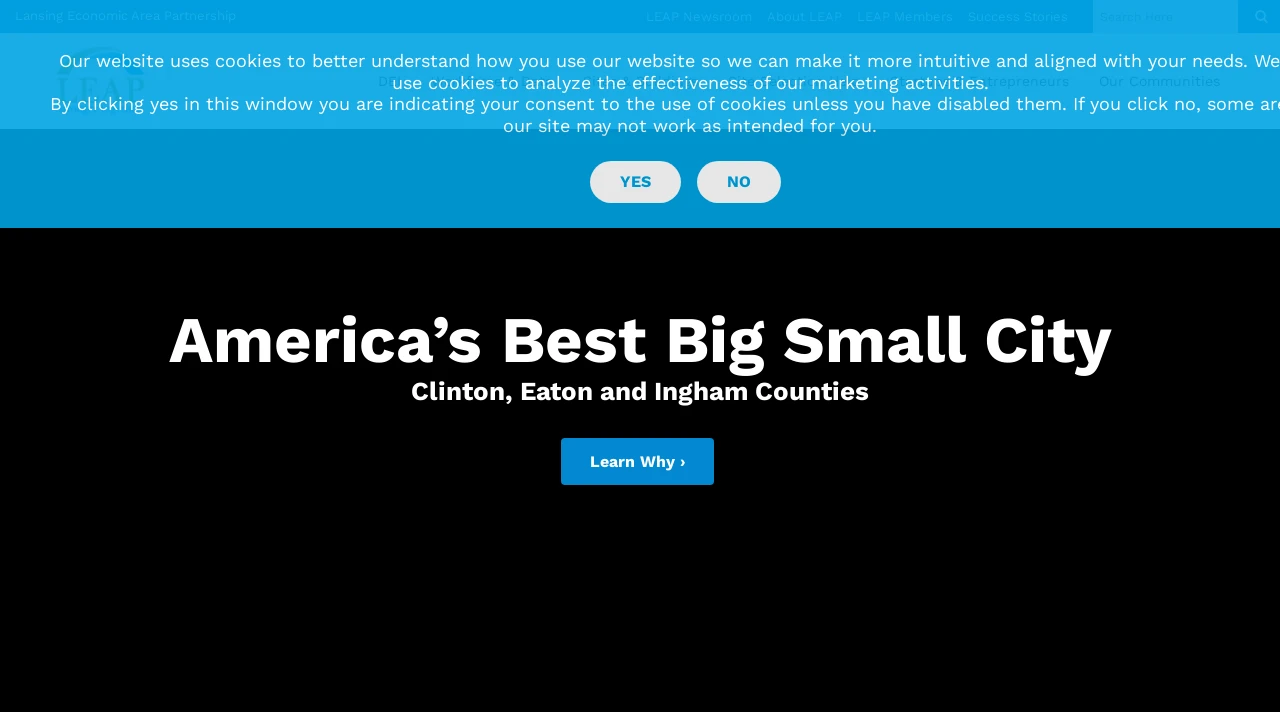 Lansing Economic Area Partnership
LEAP Newsroom About LEAP LEAP Members Success Stories Search Here
Our website uses cookies to better understand how you use our website so we can make it more intuitive and aligned with your needs. We
use cookies to analyze the effectiveness of our marketing activities.
LEAP
Entrepreneurs Our Communities
By clicking yes in this window you are indicating your consent to the use of cookies unless you have disabled them. If you click no, some are
our site may not work as intended for you.
YES NO
America’s Best Big Small City
Clinton, Eaton and Ingham Counties
Learn Why ›